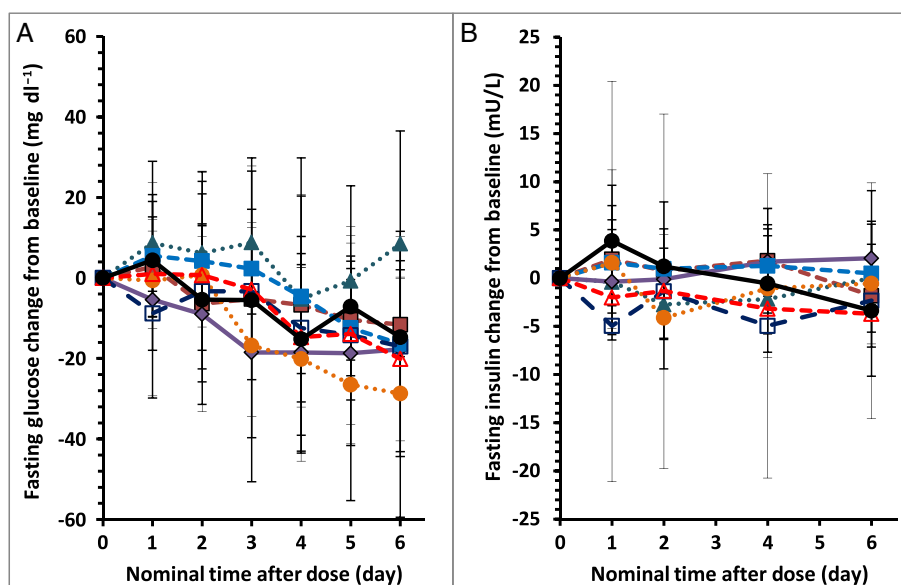 A
Fasting glucose change from baseline (mg dl⁻¹)
60
40
20
0
-20
-40
-60
0 1 2 3 4 5 6
Nominal time after dose (day)
B
Fasting insulin change from baseline (mU/L)
25
20
15
10
5
0
-5
-10
-15
-20
-25
0 1 2 3 4 5 6
Nominal time after dose (day)